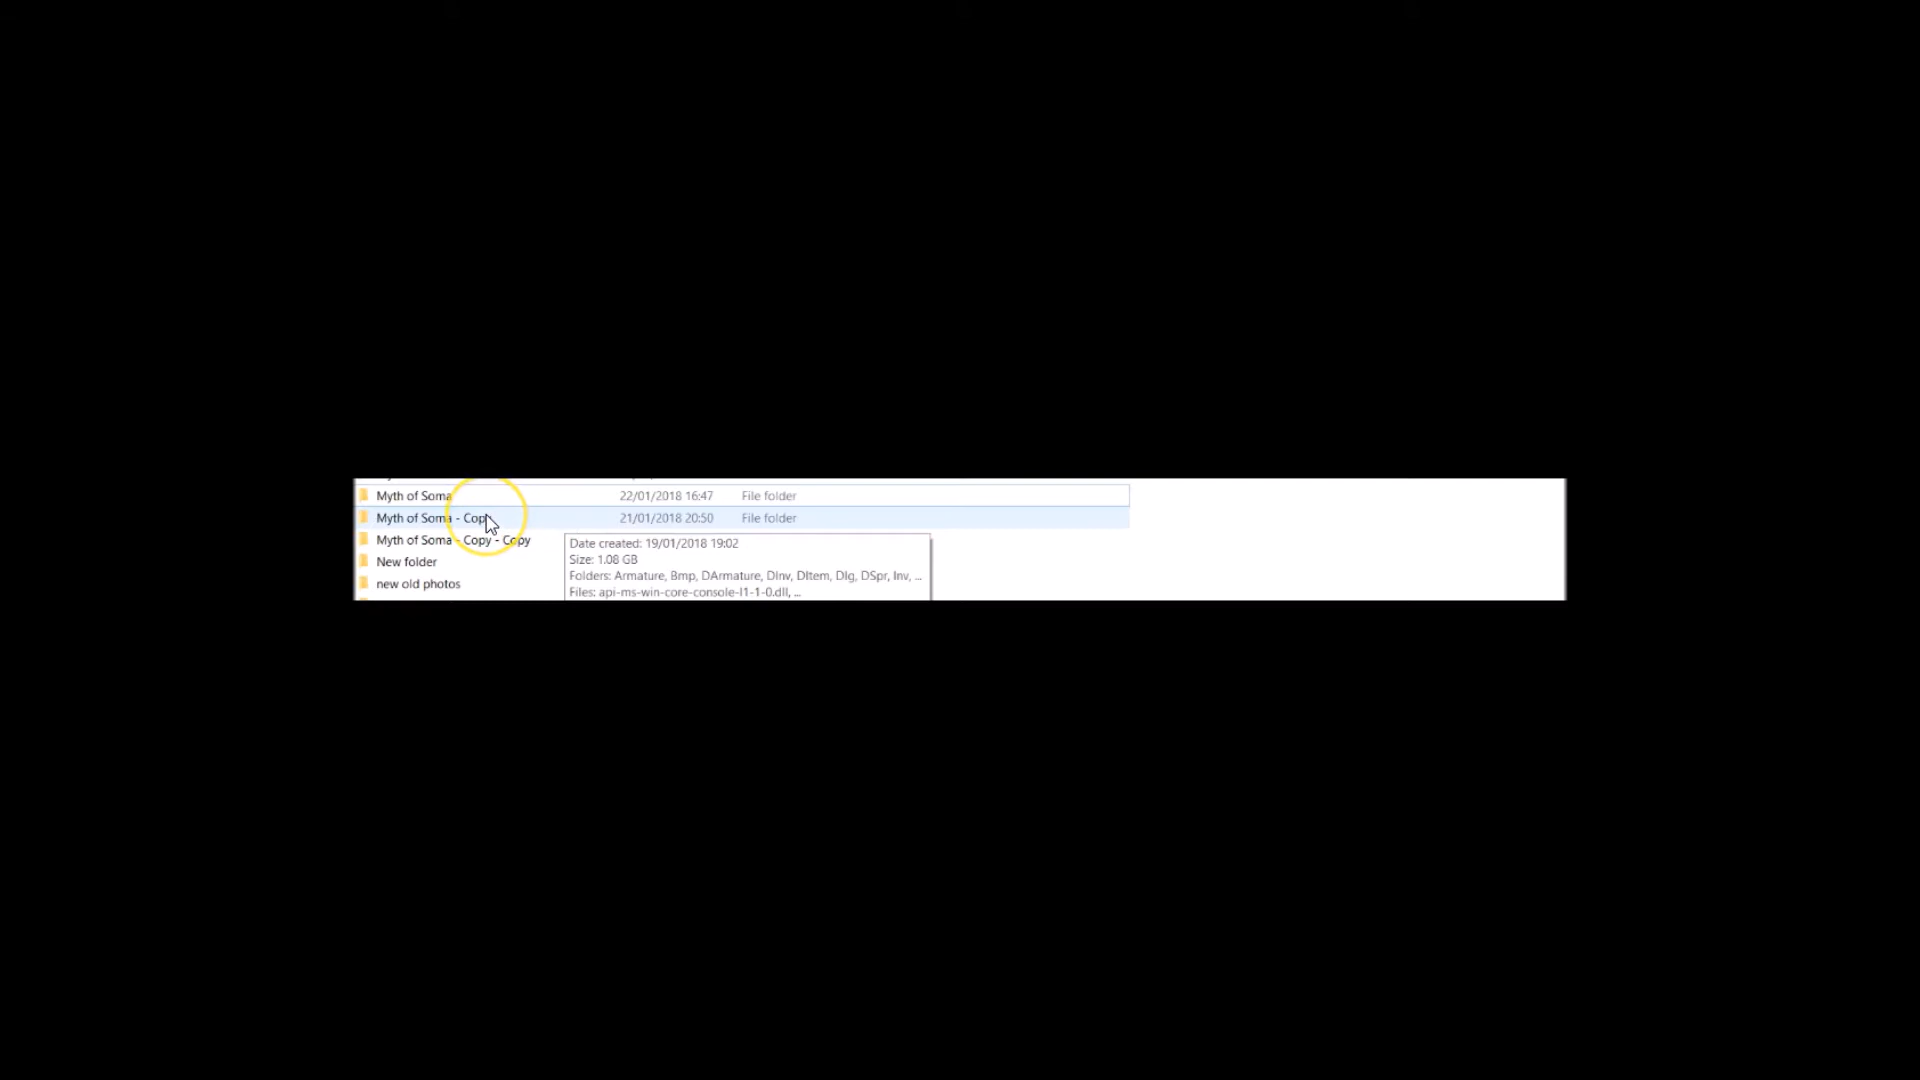 Myth of Soma 22/01/2018 16:47 File folder
Myth of Soma - Copy 21/01/2018 20:50 File folder
Myth of Soma - Copy - Copy
New folder
new old photos
Date created: 19/01/2018 19:02
Size: 1.08 GB
Folders: Armature, Bmp, DArmature, DInv, DItem, Dlg, DSpr, Inv, ...
Files: api-ms-win-core-console-l1-1-0.dll, ...